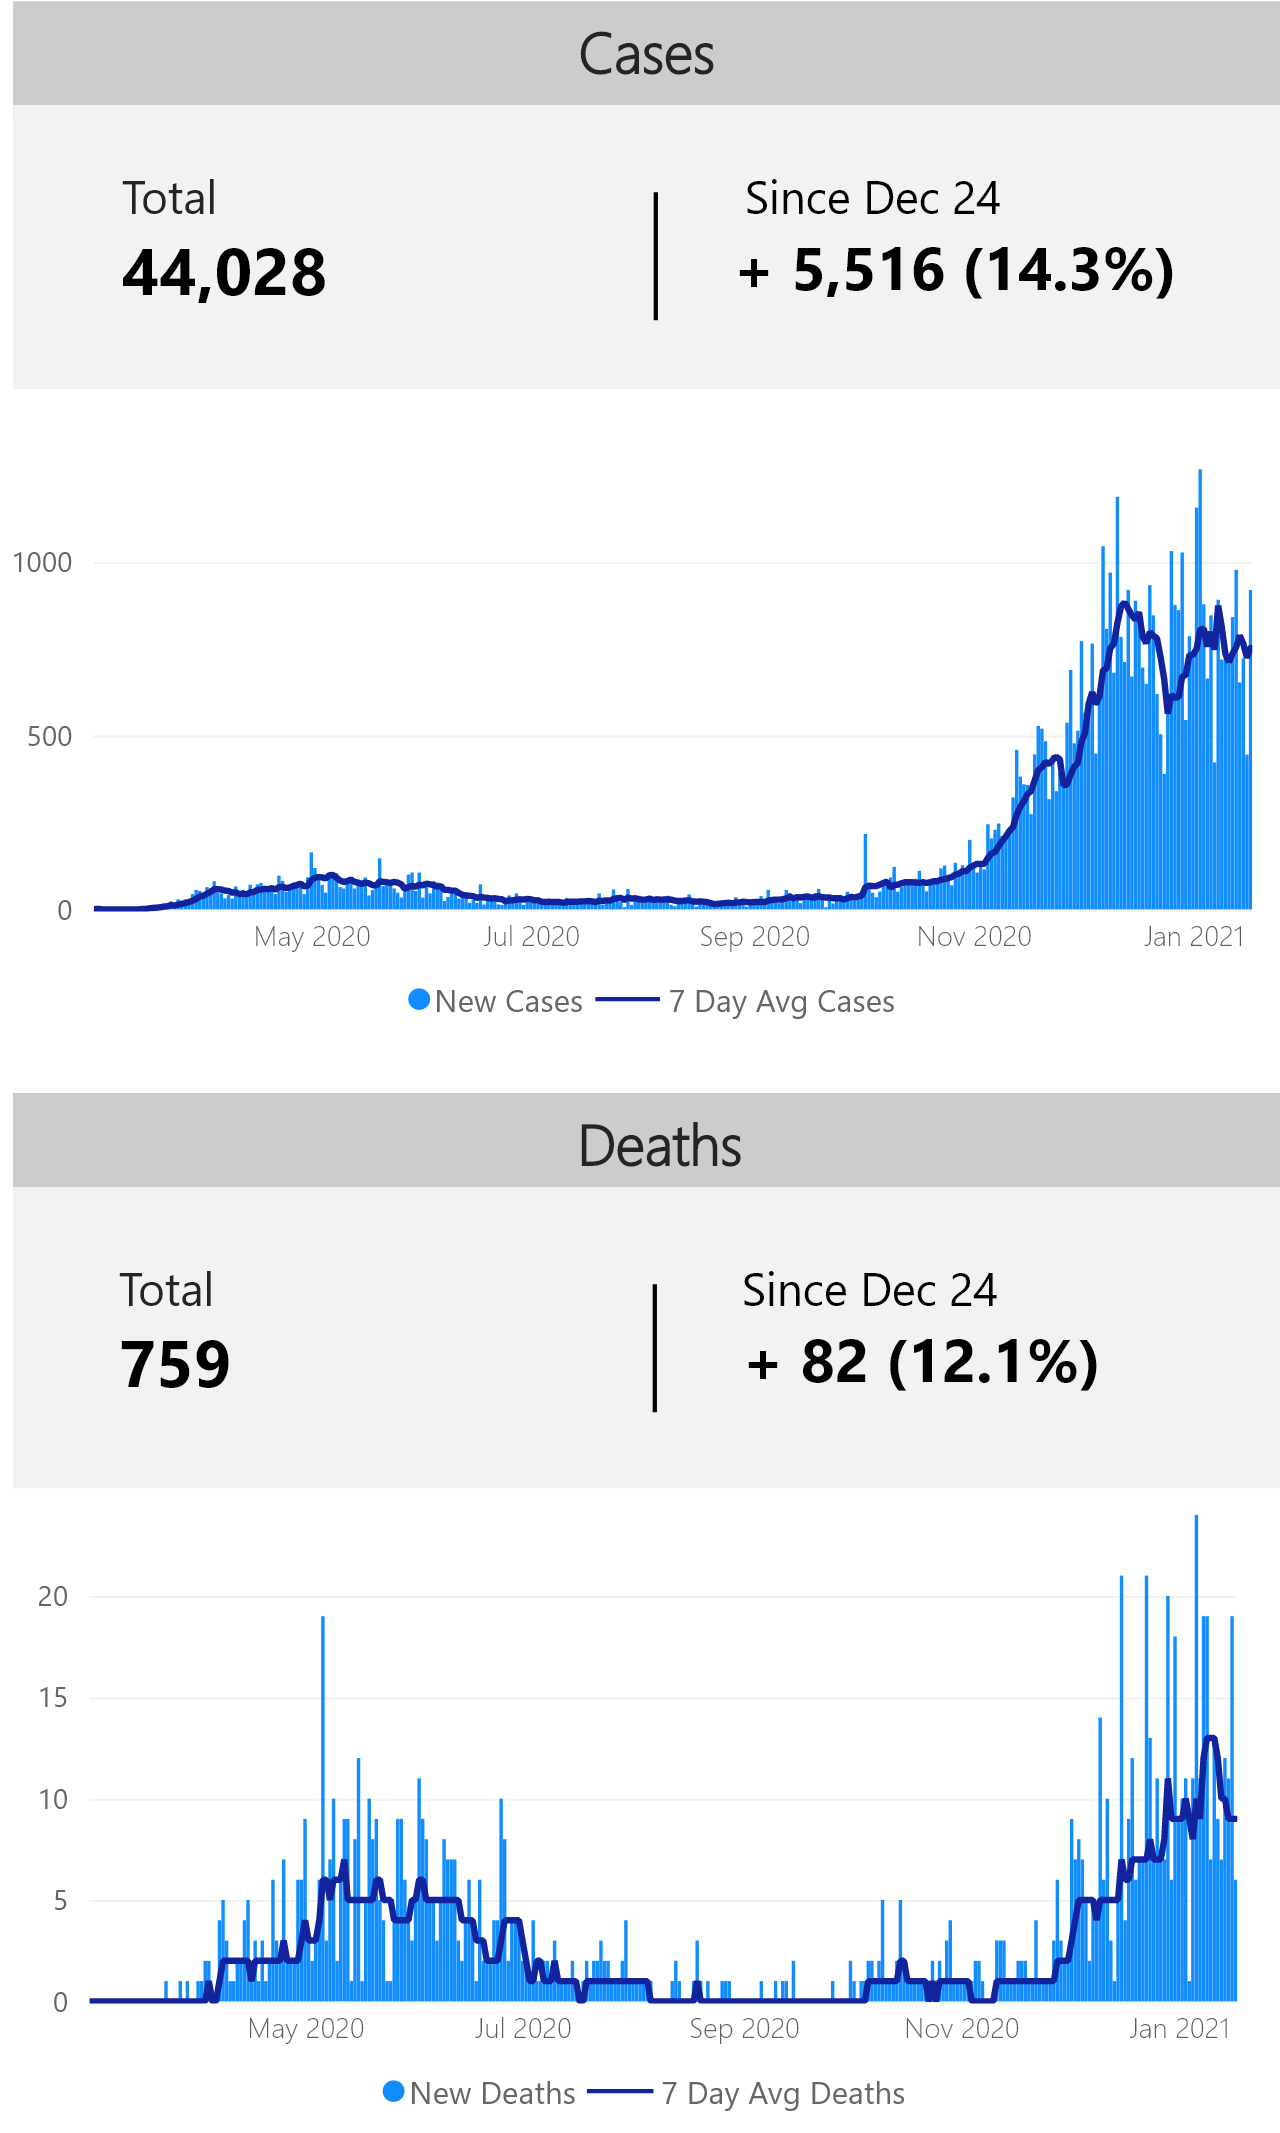 Cases
Total
Since Dec 24
44,028
+ 5,516 (14.3%)
1000
500
0
May 2020
Jul 2020
Sep 2020
Nov 2020
Jan 2021
New Cases
7 Day Avg Cases
Deaths
Total
Since Dec 24
759
+ 82 (12.1%)
20
15
10
5
0
May 2020
Jul 2020
Sep 2020
Nov 2020
Jan 2021
New Deaths
7 Day Avg Deaths